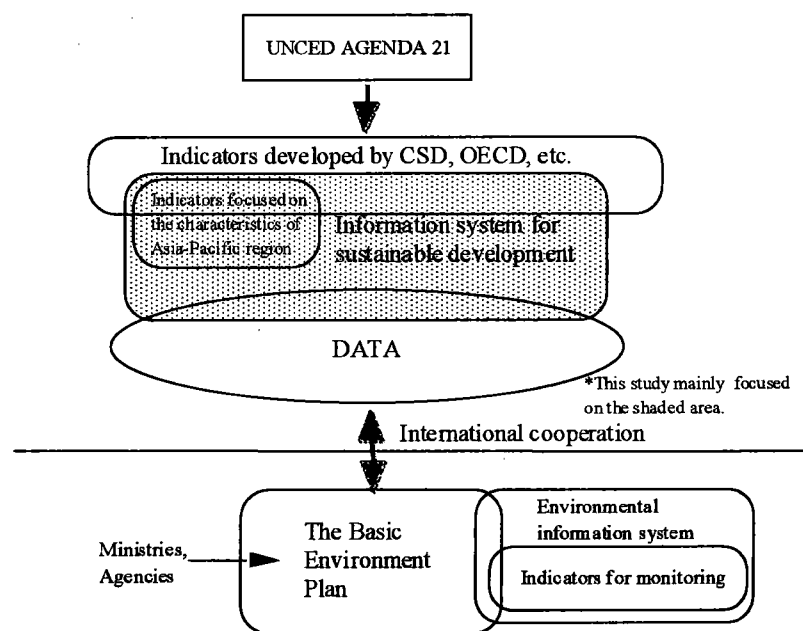 UNCED AGENDA 21
Indicators developed by CSD, OECD, etc.
Indicators focused on
the characteristics of
Asia-Pacific region
Information system for
sustainable development
DATA
*This study mainly focused
on the shaded area.
International cooperation
Ministries,
Agencies
The Basic
Environment
Plan
Environmental
information system
Indicators for monitoring